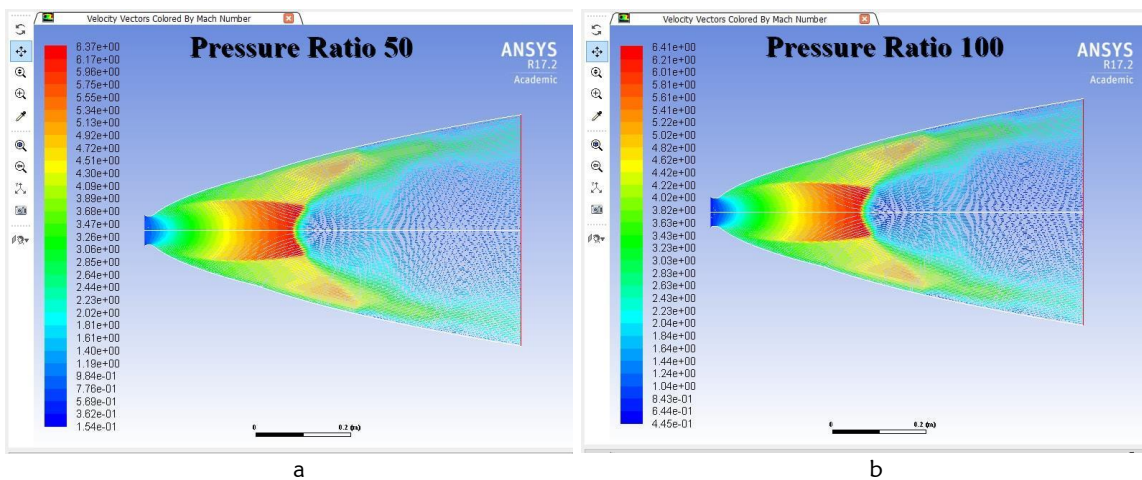 Velocity Vectors Colored By Mach Number
Pressure Ratio 50
ANSYS
R17.2
Academic
6.37e+00
6.17e+00
5.96e+00
5.75e+00
5.55e+00
5.34e+00
5.13e+00
4.92e+00
4.72e+00
4.51e+00
4.30e+00
4.09e+00
3.89e+00
3.68e+00
3.47e+00
3.26e+00
3.06e+00
2.85e+00
2.64e+00
2.44e+00
2.23e+00
2.02e+00
1.81e+00
1.61e+00
1.40e+00
1.19e+00
9.84e-01
7.76e-01
5.69e-01
3.62e-01
1.54e-01
0
0.2 (m)
a
Velocity Vectors Colored By Mach Number
Pressure Ratio 100
ANSYS
R17.2
Academic
6.41e+00
6.21e+00
6.01e+00
5.81e+00
5.61e+00
5.41e+00
5.22e+00
5.02e+00
4.82e+00
4.62e+00
4.42e+00
4.22e+00
4.02e+00
3.82e+00
3.63e+00
3.43e+00
3.23e+00
3.03e+00
2.83e+00
2.63e+00
2.43e+00
2.23e+00
2.04e+00
1.84e+00
1.64e+00
1.44e+00
1.24e+00
1.04e+00
8.43e-01
6.44e-01
4.45e-01
0
0.2 (m)
b